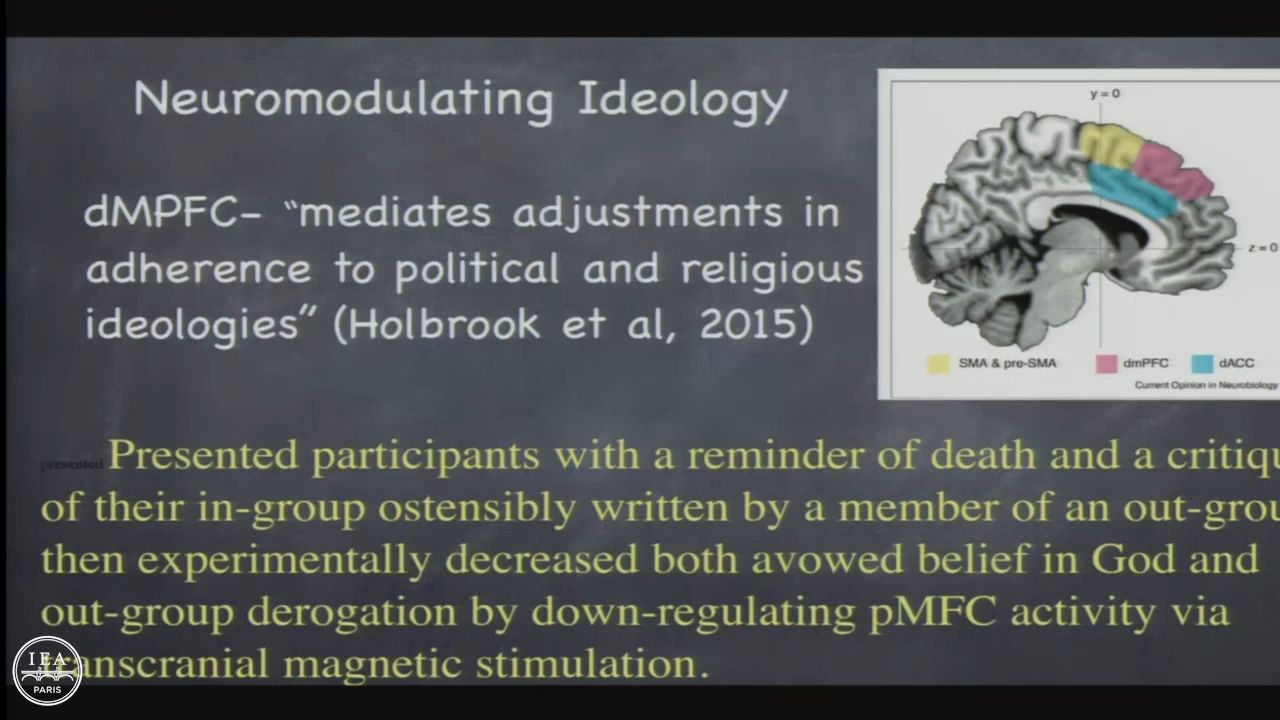 Neuromodulating Ideology
dMPFC- "mediates adjustments in
adherence to political and religious
ideologies" (Holbrook et al, 2015)
y = 0
z = 0
SMA & pre-SMA dmPFC dACC
Current Opinion in Neurobiology
presented Presented participants with a reminder of death and a critiqu
of their in-group ostensibly written by a member of an out-grou
then experimentally decreased both avowed belief in God and
out-group derogation by down-regulating pMFC activity via
anscranial magnetic stimulation.
IEA
PARIS